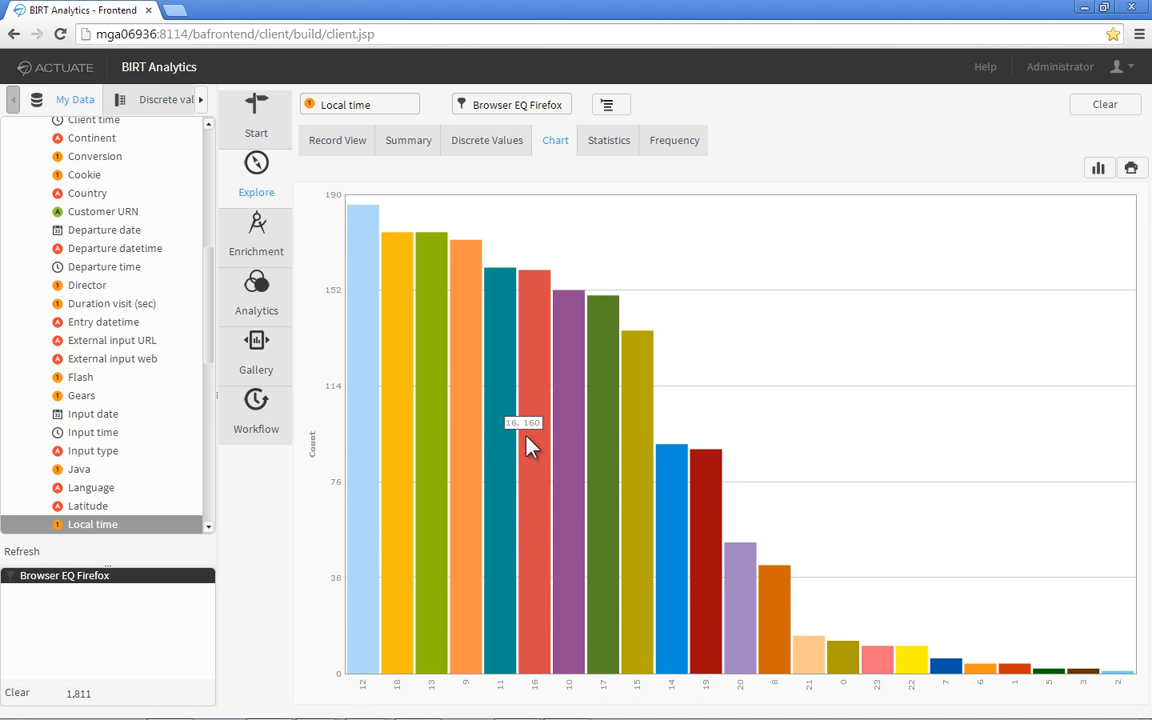 BIRT Analytics - Frontend
mga06936:8114/bafrontend/client/build/client.jsp
ACTUATE
BIRT Analytics
Help
Administrator
My Data
Discrete val
Client time
Continent
Conversion
Cookie
Country
Customer URN
Departure date
Departure datetime
Departure time
Director
Duration visit (sec)
Entry datetime
External input URL
External input web
Flash
Gears
Input date
Input time
Input type
Java
Language
Latitude
Local time
Refresh
Browser EQ Firefox
Clear 1.811
Start
Explore
Enrichment
Analytics
Gallery
Workflow
Local time
Browser EQ Firefox
Clear
Record View
Summary
Discrete Values
Chart
Statistics
Frequency
190
152
114
76
38
0
Count
16, 160
12 18 13 9 11 16 10 17 15 14 19 20 8 21 0 23 22 7 6 1 5 3 2